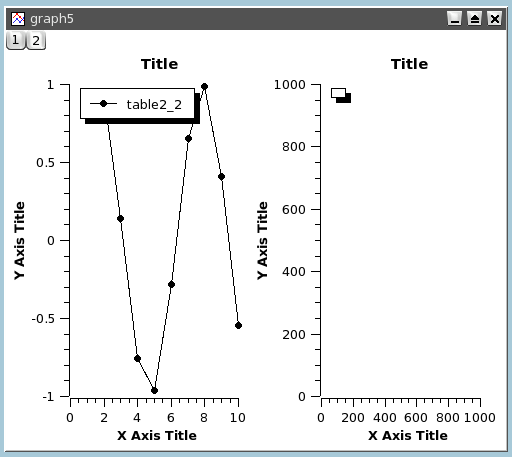 graph5
1 2
Title
table2_2
1
0.5
0
-0.5
-1
Y Axis Title
0 2 4 6 8 10
X Axis Title
Title
1000
800
600
400
200
0
Y Axis Title
0 200 400 600 800 1000
X Axis Title